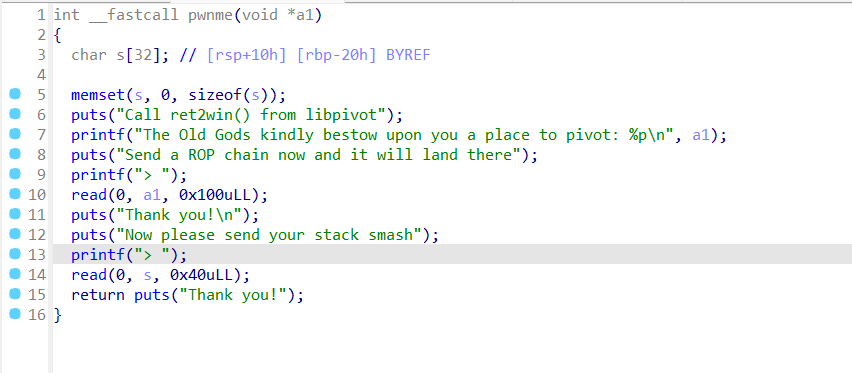 1 int __fastcall pwnme(void *a1)
2 {
3 char s[32]; // [rsp+10h] [rbp-20h] BYREF
4
5 memset(s, 0, sizeof(s));
6 puts("Call ret2win() from libpivot");
7 printf("The Old Gods kindly bestow upon you a place to pivot: %p\n", a1);
8 puts("Send a ROP chain now and it will land there");
9 printf("> ");
10 read(0, a1, 0x100uLL);
11 puts("Thank you!\n");
12 puts("Now please send your stack smash");
13 printf("> ");
14 read(0, s, 0x40uLL);
15 return puts("Thank you!");
16 }